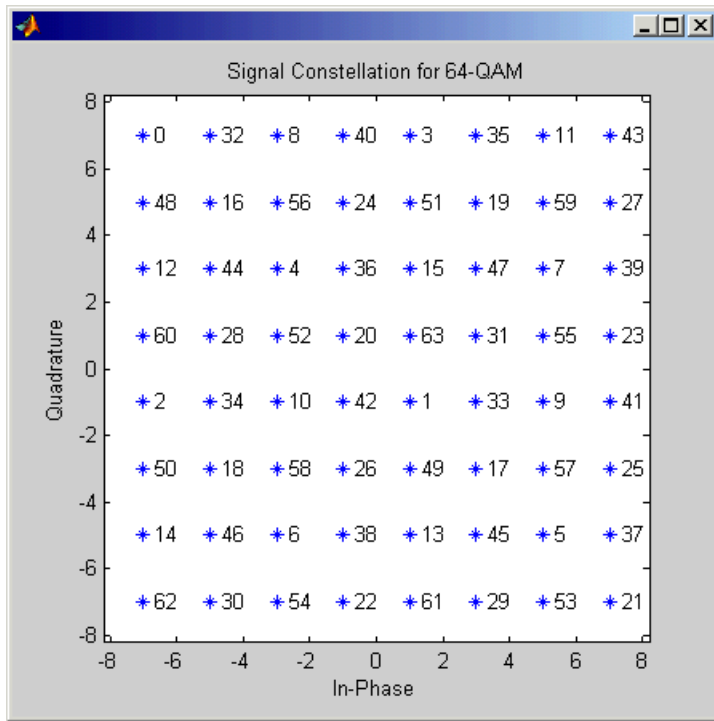 Signal Constellation for 64-QAM
8
0 32 8 40 3 35 11 43
6
48 16 56 24 51 19 59 27
4
12 44 4 36 15 47 7 39
2
60 28 52 20 63 31 55 23
0
2 34 10 42 1 33 9 41
-2
50 18 58 26 49 17 57 25
-4
14 46 6 38 13 45 5 37
-6
62 30 54 22 61 29 53 21
-8
-8 -6 -4 -2 0 2 4 6 8
In-Phase
Quadrature